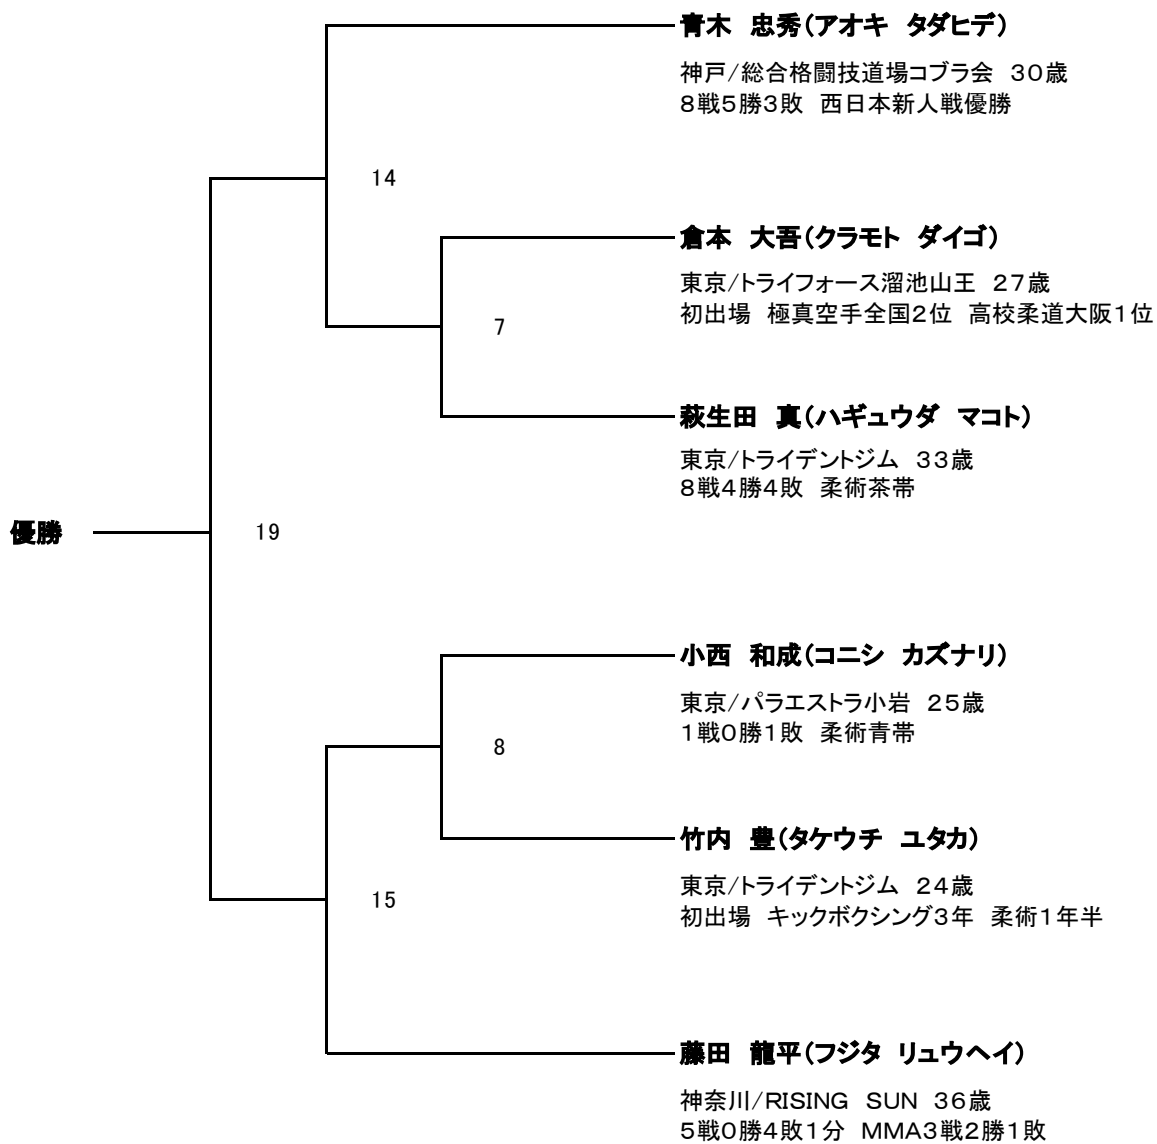 青木　忠秀（アオキ　タダヒデ）
神戸/総合格闘技道場コブラ会　３０歳
８戦５勝３敗　西日本新人戦優勝
14
倉本　大吾（クラモト　ダイゴ）
東京/トライフォース溜池山王　２７歳
初出場　極真空手全国２位　高校柔道大阪１位
7
萩生田　真（ハギュウダ　マコト）
東京/トライデントジム　３３歳
８戦４勝４敗　柔術茶帯
優勝
19
小西　和成（コニシ　カズナリ）
東京/パラエストラ小岩　２５歳
１戦０勝１敗　柔術青帯
8
竹内　豊（タケウチ　ユタカ）
東京/トライデントジム　２４歳
初出場　キックボクシング３年　柔術１年半
15
藤田　龍平（フジタ　リュウヘイ）
神奈川/RISING　SUN　３６歳
５戦０勝４敗１分　MMA３戦２勝１敗